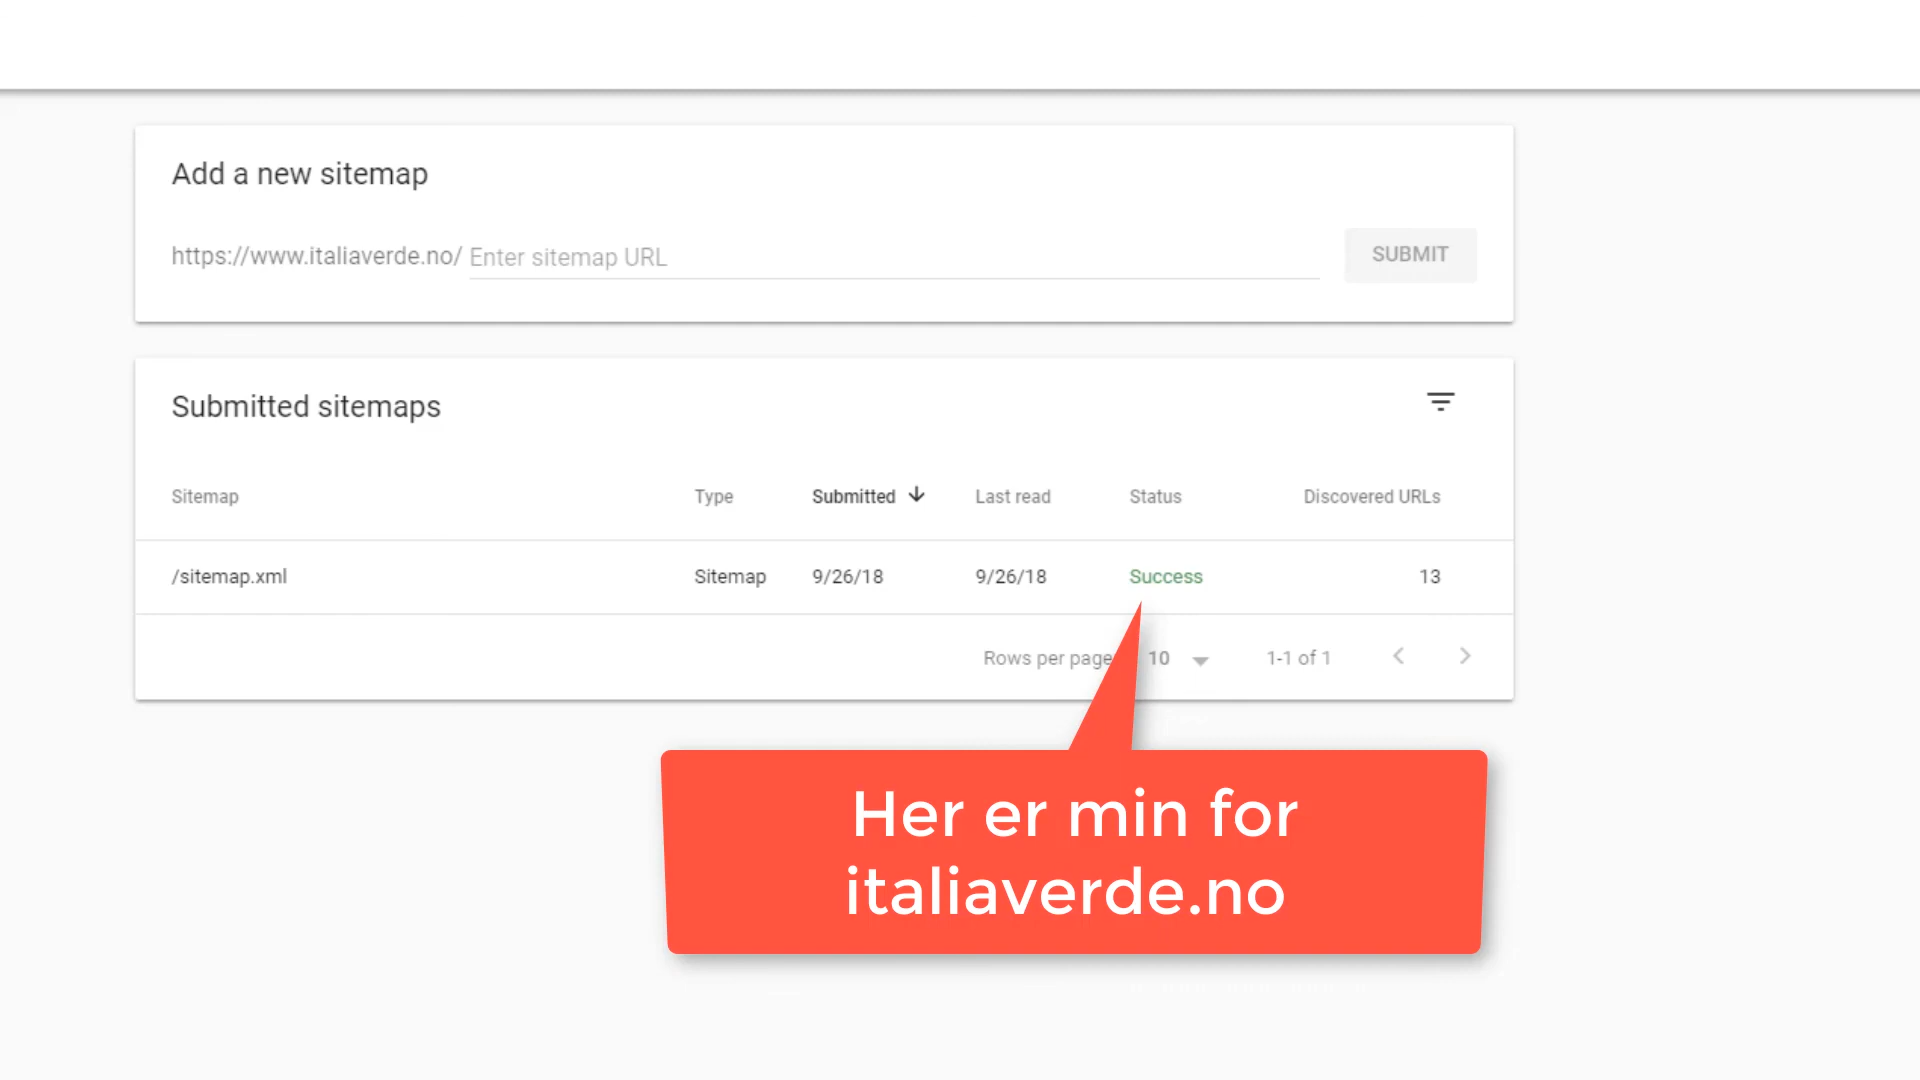 Add a new sitemap
https://www.italiaverde.no/ Enter sitemap URL SUBMIT
Submitted sitemaps
Sitemap Type Submitted Last read Status Discovered URLs
/sitemap.xml Sitemap 9/26/18 9/26/18 Success 13
Rows per page 10 1-1 of 1
Her er min for
italiaverde.no